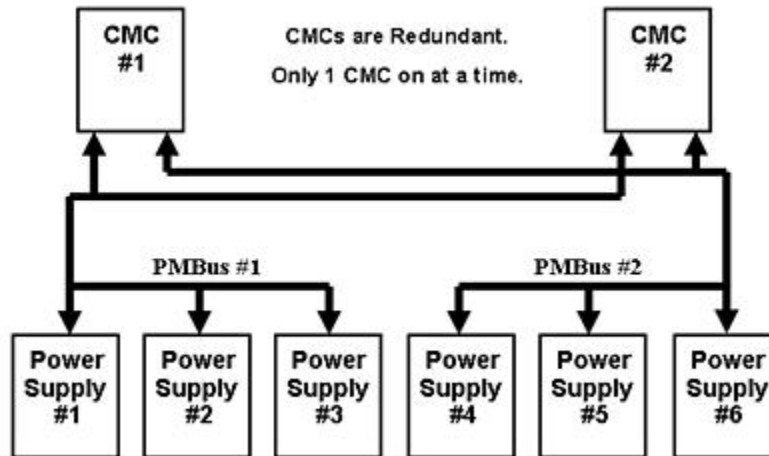 CMC
#1
CMCs are Redundant.
Only 1 CMC on at a time.
CMC
#2
PMBus #1
PMBus #2
Power
Supply
#1
Power
Supply
#2
Power
Supply
#3
Power
Supply
#4
Power
Supply
#5
Power
Supply
#6